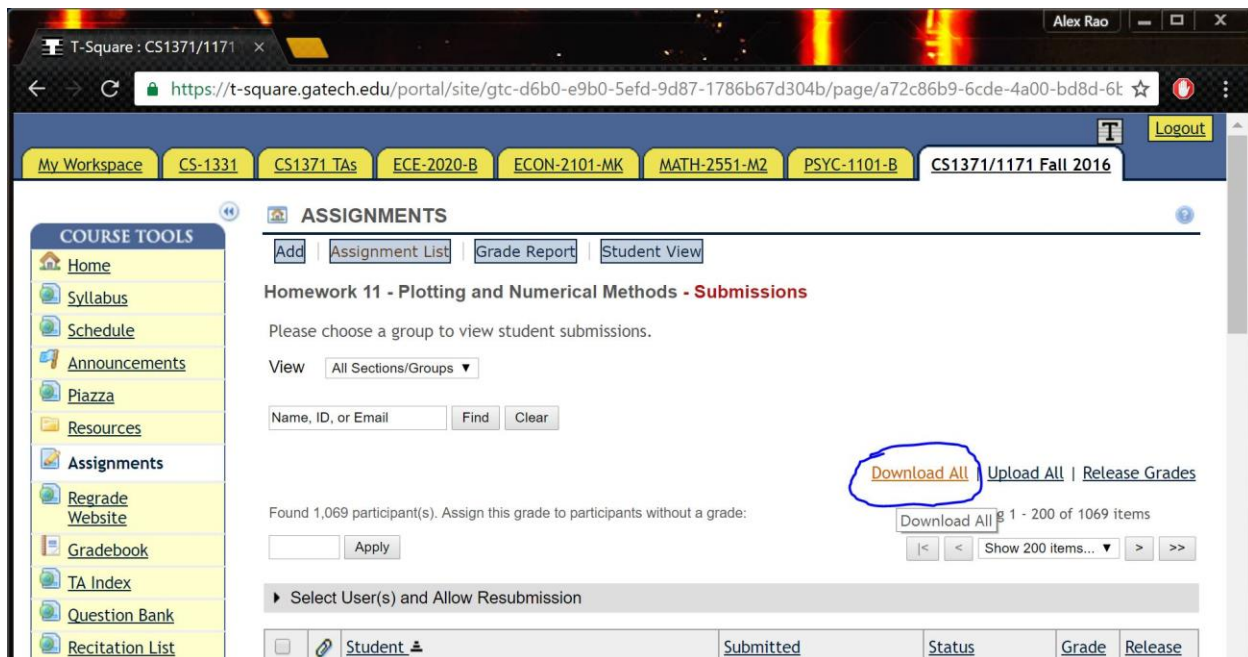 Alex Rao
T-Square : CS1371/1171
https://t-square.gatech.edu/portal/site/gtc-d6b0-e9b0-5efd-9d87-1786b67d304b/page/a72c86b9-6cde-4a00-bd8d-6b
T
Logout
My Workspace CS-1331 CS1371 TAs ECE-2020-B ECON-2101-MK MATH-2551-M2 PSYC-1101-B CS1371/1171 Fall 2016
COURSE TOOLS
Home
Syllabus
Schedule
Announcements
Piazza
Resources
Assignments
Regrade
Website
Gradebook
TA Index
Question Bank
Recitation List
ASSIGNMENTS
Add | Assignment List | Grade Report | Student View
Homework 11 - Plotting and Numerical Methods - Submissions
Please choose a group to view student submissions.
View All Sections/Groups
Name, ID, or Email Find Clear
Download All | Upload All | Release Grades
Found 1,069 participant(s). Assign this grade to participants without a grade:
Download All
1 - 200 of 1069 items
Apply
|< < Show 200 items... > >>
Select User(s) and Allow Resubmission
Student Submitted Status Grade Release